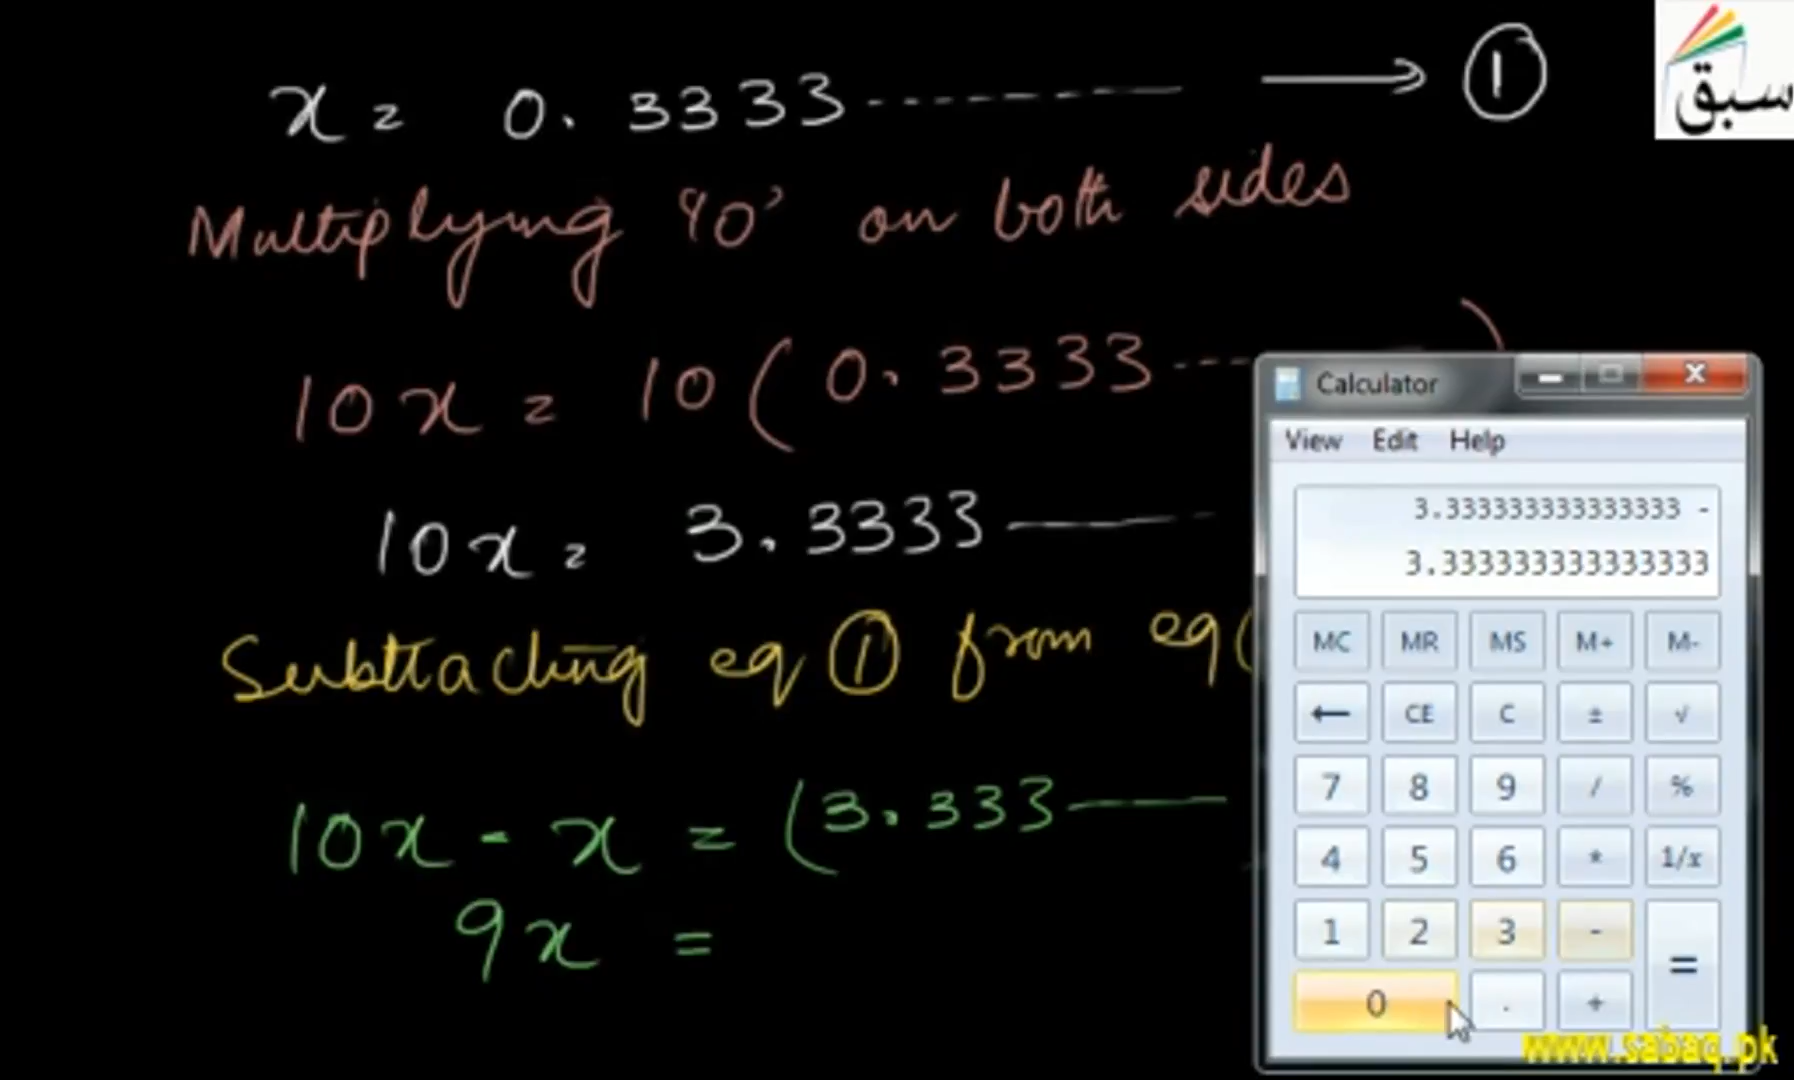 x = 0.3333 -------- → ①
سبق
Multiplying '10' on both sides
10x = 10(0.3333 --- )
10x = 3.3333 ——
Subttaching eq ① from eq(
10x - x = (3.333 ——
9x =
Calculator
View Edit Help
3.333333333333333 -
3.3333333333333333
MC MR MS M+ M-
← CE C ± √
7 8 9 / %
4 5 6 * 1/x
1 2 3 - =
0 . +
www.sabaq.pk